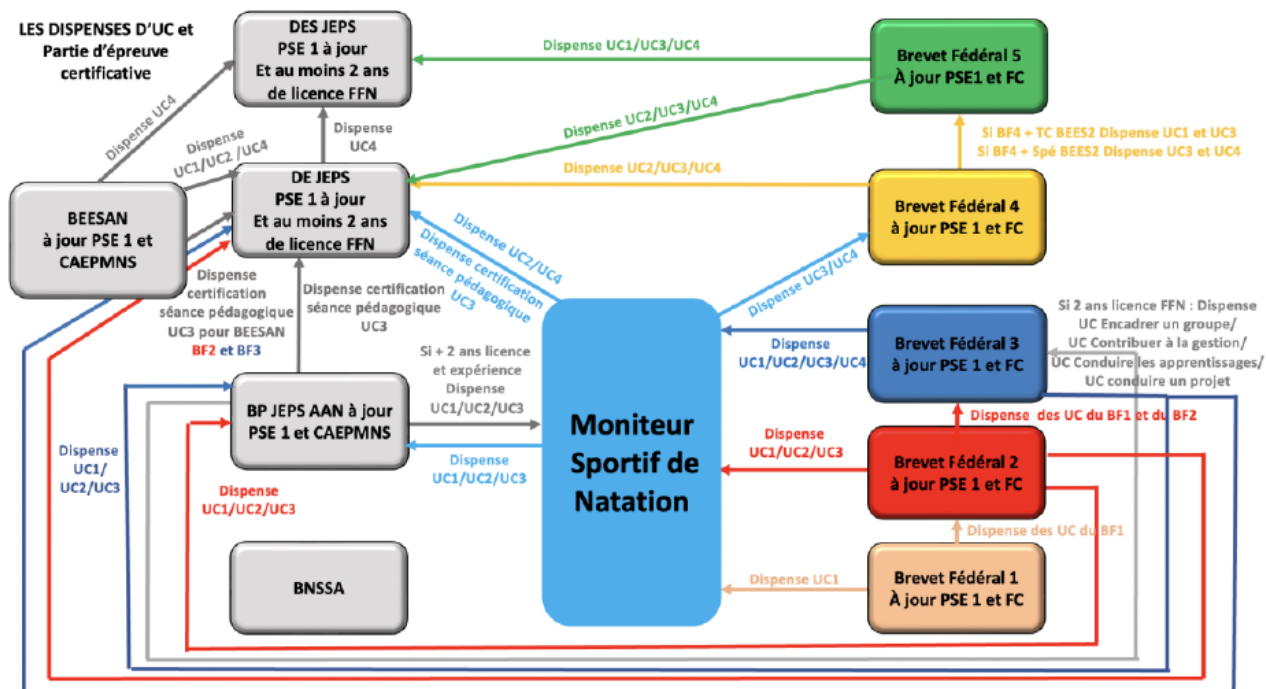 LES DISPENSES D'UC et
Partie d'épreuve
certificative
DES JEPS
PSE 1 à jour
Et au moins 2 ans
de licence FFN
Dispense UC1/UC3/UC4
Brevet Fédéral 5
À jour PSE1 et FC
Dispense UC4
Dispense
UC1/UC2 /UC4
Dispense
UC4
Dispense UC2/UC3/UC4
Si BF4 + TC BEES2 Dispense UC1 et UC3
Si BF4 + Spé BEES2 Dispense UC3 et UC4
Dispense UC2/UC3/UC4
DE JEPS
PSE 1 à jour
Et au moins 2 ans
de licence FFN
Brevet Fédéral 4
à jour PSE 1 et FC
BEESAN
à jour PSE 1 et
CAEPMNS
Dispense UC2/UC4
Dispense certification
séance pédagogique
UC3
Dispense UC3/UC4
Dispense
certification
séance pédagogique
UC3 pour BEESAN
BF2 et BF3
Dispense certification
séance pédagogique
UC3
Si 2 ans licence FFN : Dispense
UC Encadrer un groupe/
UC Contribuer à la gestion/
UC Conduire les apprentissages/
UC conduire un projet
Brevet Fédéral 3
à jour PSE 1 et FC
Dispense
UC1/UC2/UC3/UC4
Si + 2 ans licence
et expérience
Dispense
UC1/UC2/UC3
BP JEPS AAN à jour
PSE 1 et CAEPMNS
Moniteur
Sportif de
Natation
Dispense des UC du BF1 et du BF2
Dispense
UC1/UC2/UC3
Brevet Fédéral 2
à jour PSE 1 et FC
Dispense
UC1/
UC2/UC3
Dispense
UC1/UC2/UC3
Dispense
UC1/UC2/UC3
Dispense des UC du BF1
BNSSA
Dispense UC1
Brevet Fédéral 1
À jour PSE 1 et FC